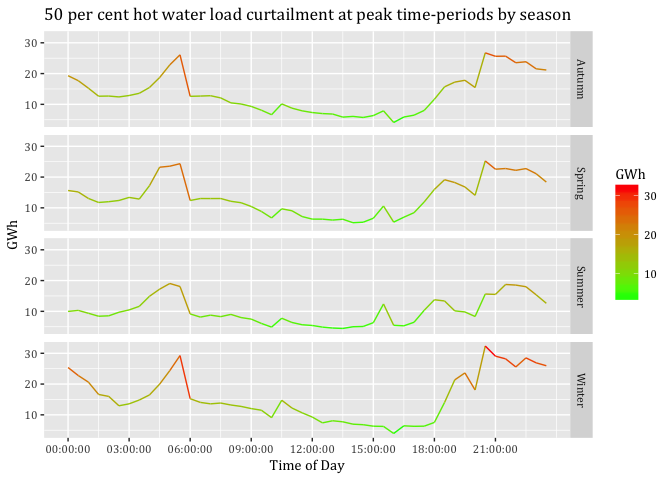 50 per cent hot water load curtailment at peak time-periods by season
GWh
30
20
10
Autumn
30
20
10
Spring
30
20
10
Summer
30
20
10
Winter
00:00:00 03:00:00 06:00:00 09:00:00 12:00:00 15:00:00 18:00:00 21:00:00
Time of Day
GWh
30
20
10